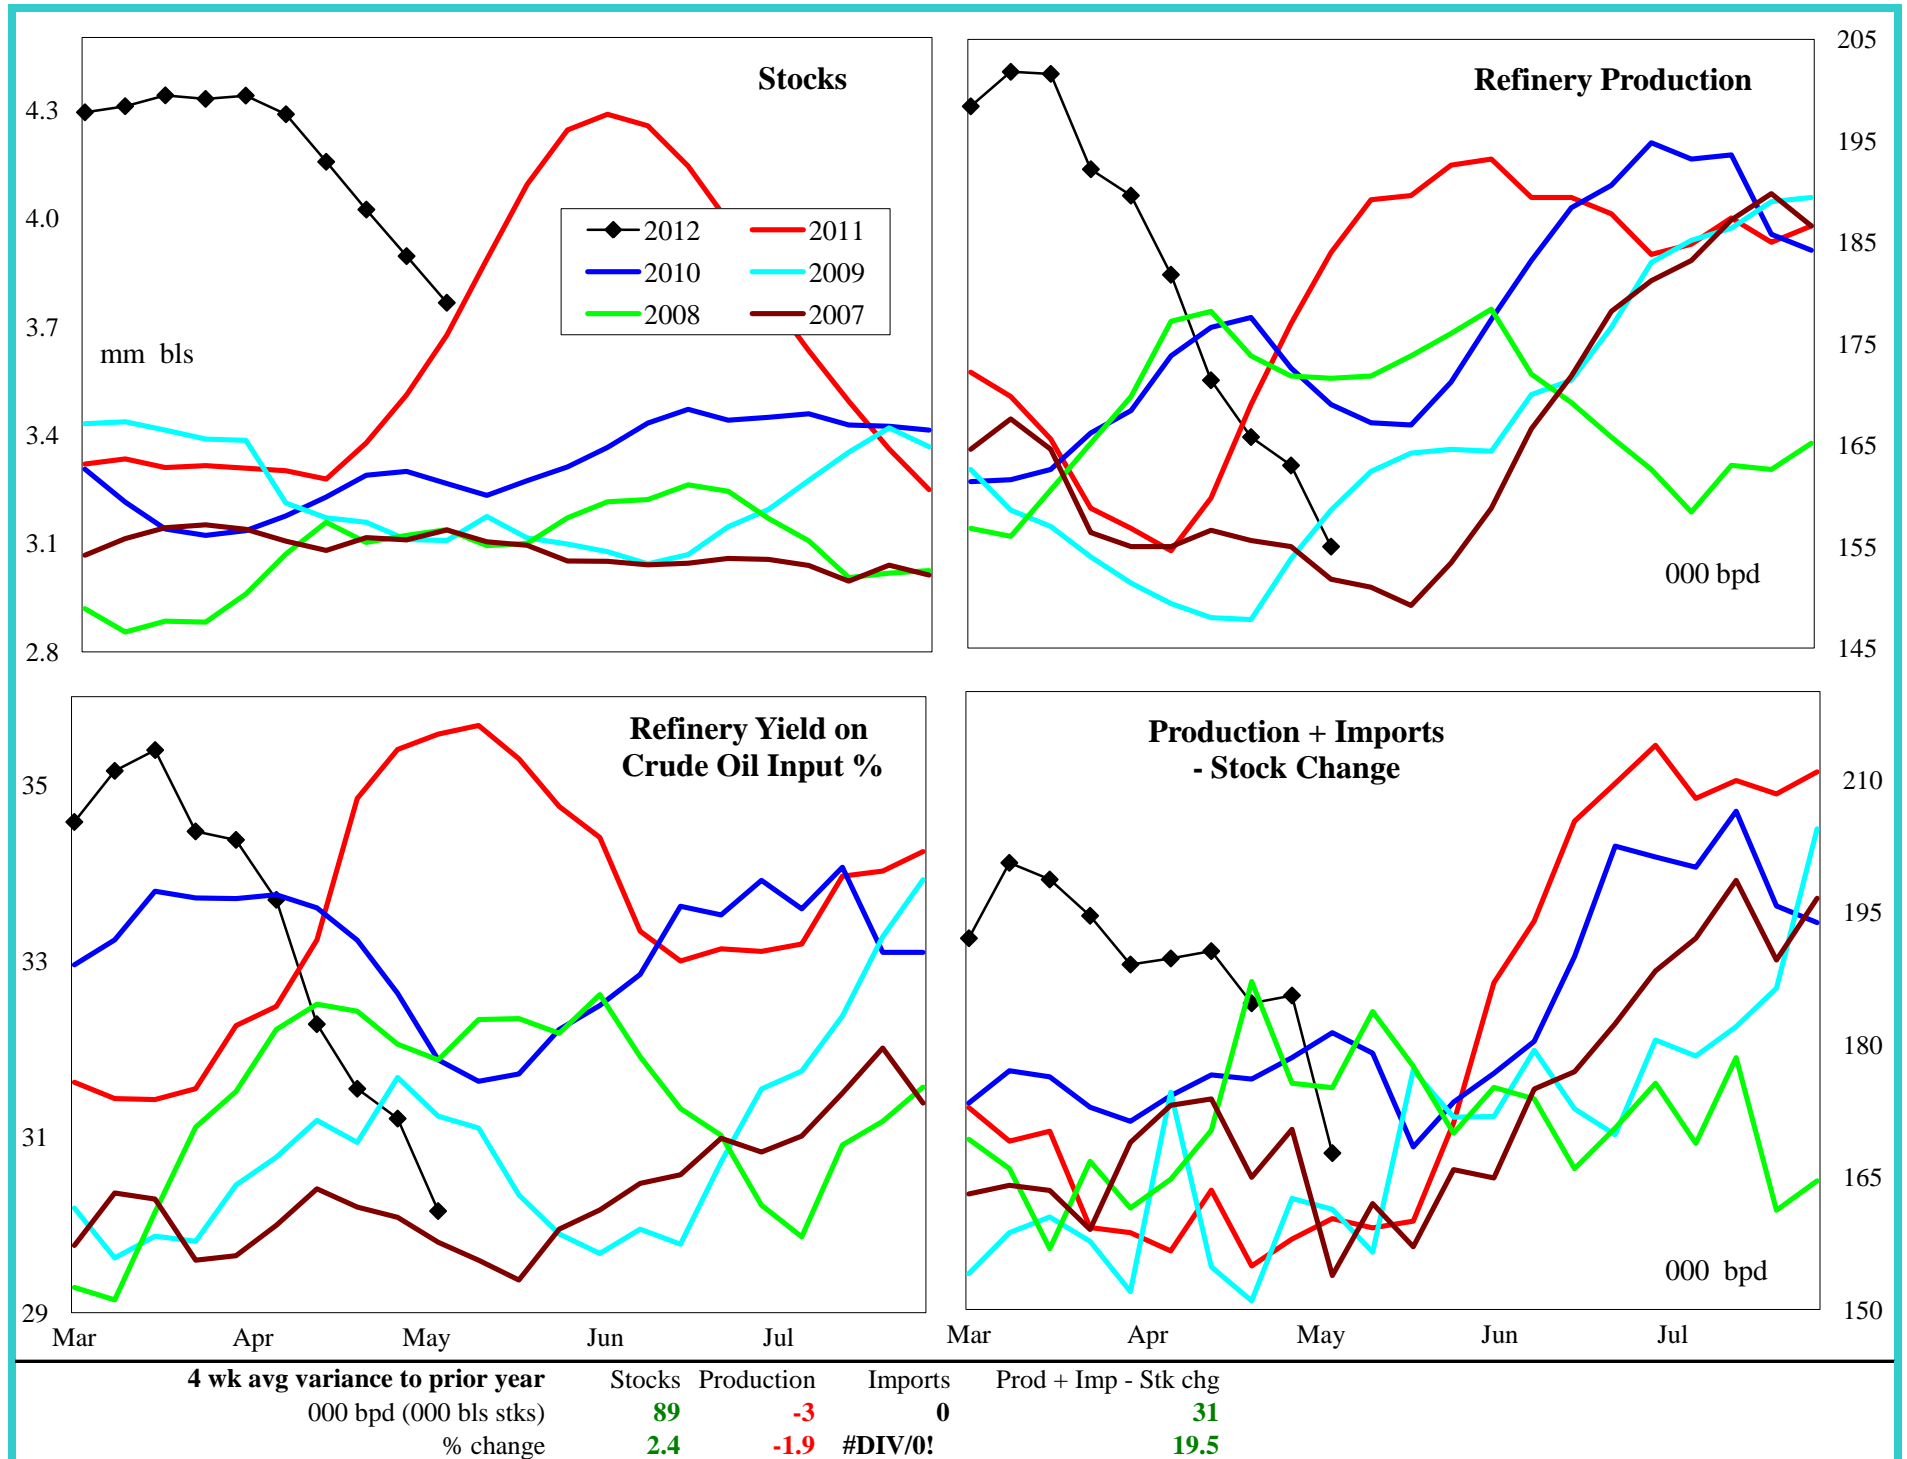 Stocks
4.3
4.0
3.7
3.4
3.1
2.8
mm bls
2012 2011
2010 2009
2008 2007
Refinery Production
205
195
185
175
165
155
145
000 bpd
Refinery Yield on
Crude Oil Input %
35
33
31
29
Mar Apr May Jun Jul
Production + Imports
- Stock Change
210
195
180
165
150
000 bpd
Mar Apr May Jun Jul
4 wk avg variance to prior year Stocks Production Imports Prod + Imp - Stk chg
000 bpd (000 bls stks) 89 -3 0 31
% change 2.4 -1.9 #DIV/0! 19.5